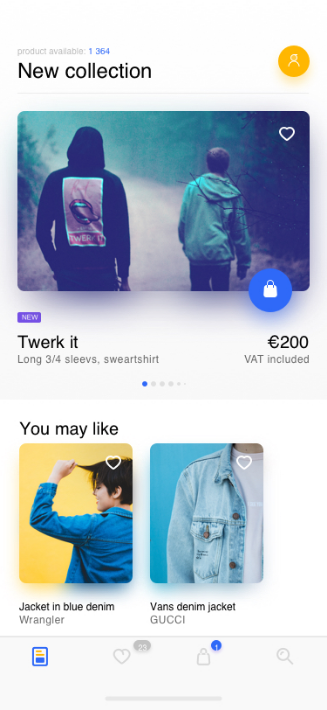 product available: 1 364
New collection
TWERK IT
NEW
Twerk it
€200
Long 3/4 sleevs, sweartshirt
VAT included
You may like
Jacket in blue denim
Vans denim jacket
Wrangler
GUCCI
1